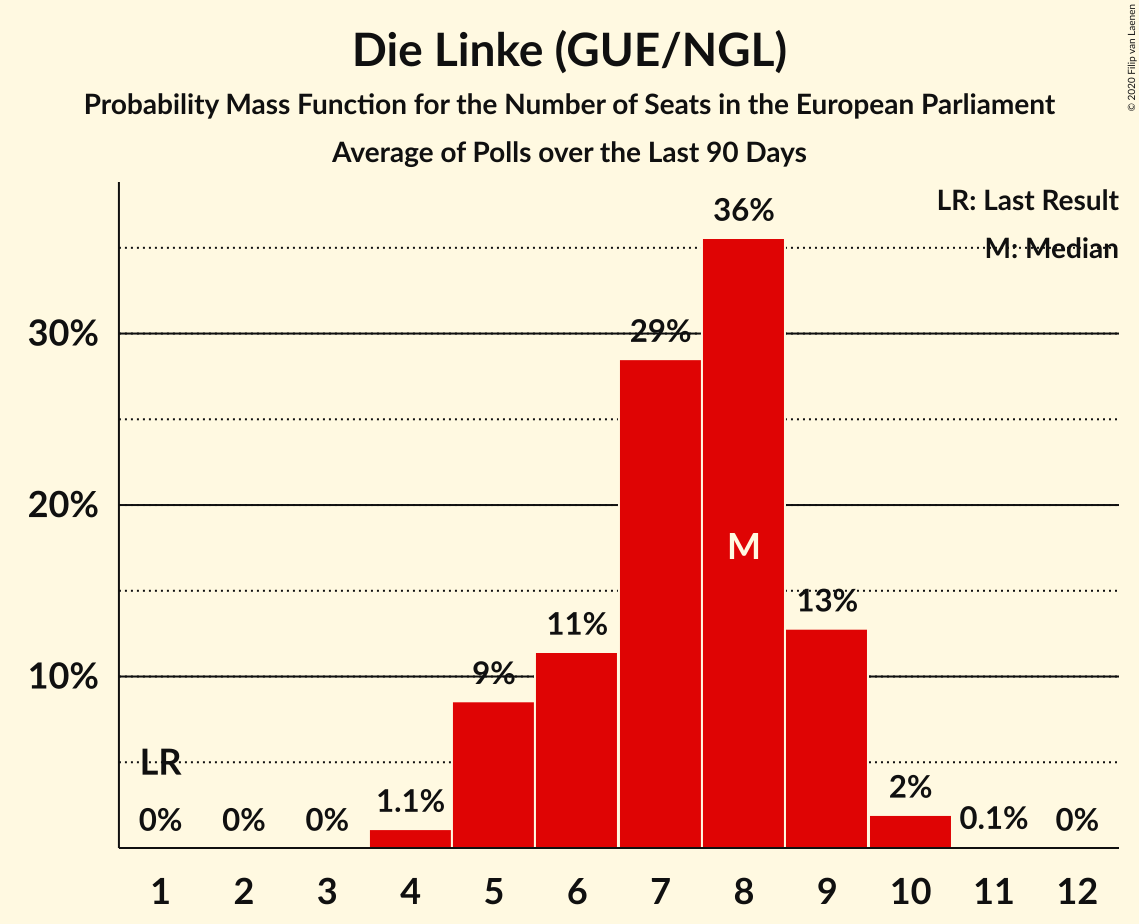 Die Linke (GUE/NGL)
Probability Mass Function for the Number of Seats in the European Parliament
Average of Polls over the Last 90 Days
© 2020 Filip van Laenen
LR: Last Result
M: Median
36%
30%
29%
20%
M
13%
11%
10%
9%
LR
2%
1.1%
0% 0% 0% 0.1% 0%
1 2 3 4 5 6 7 8 9 10 11 12